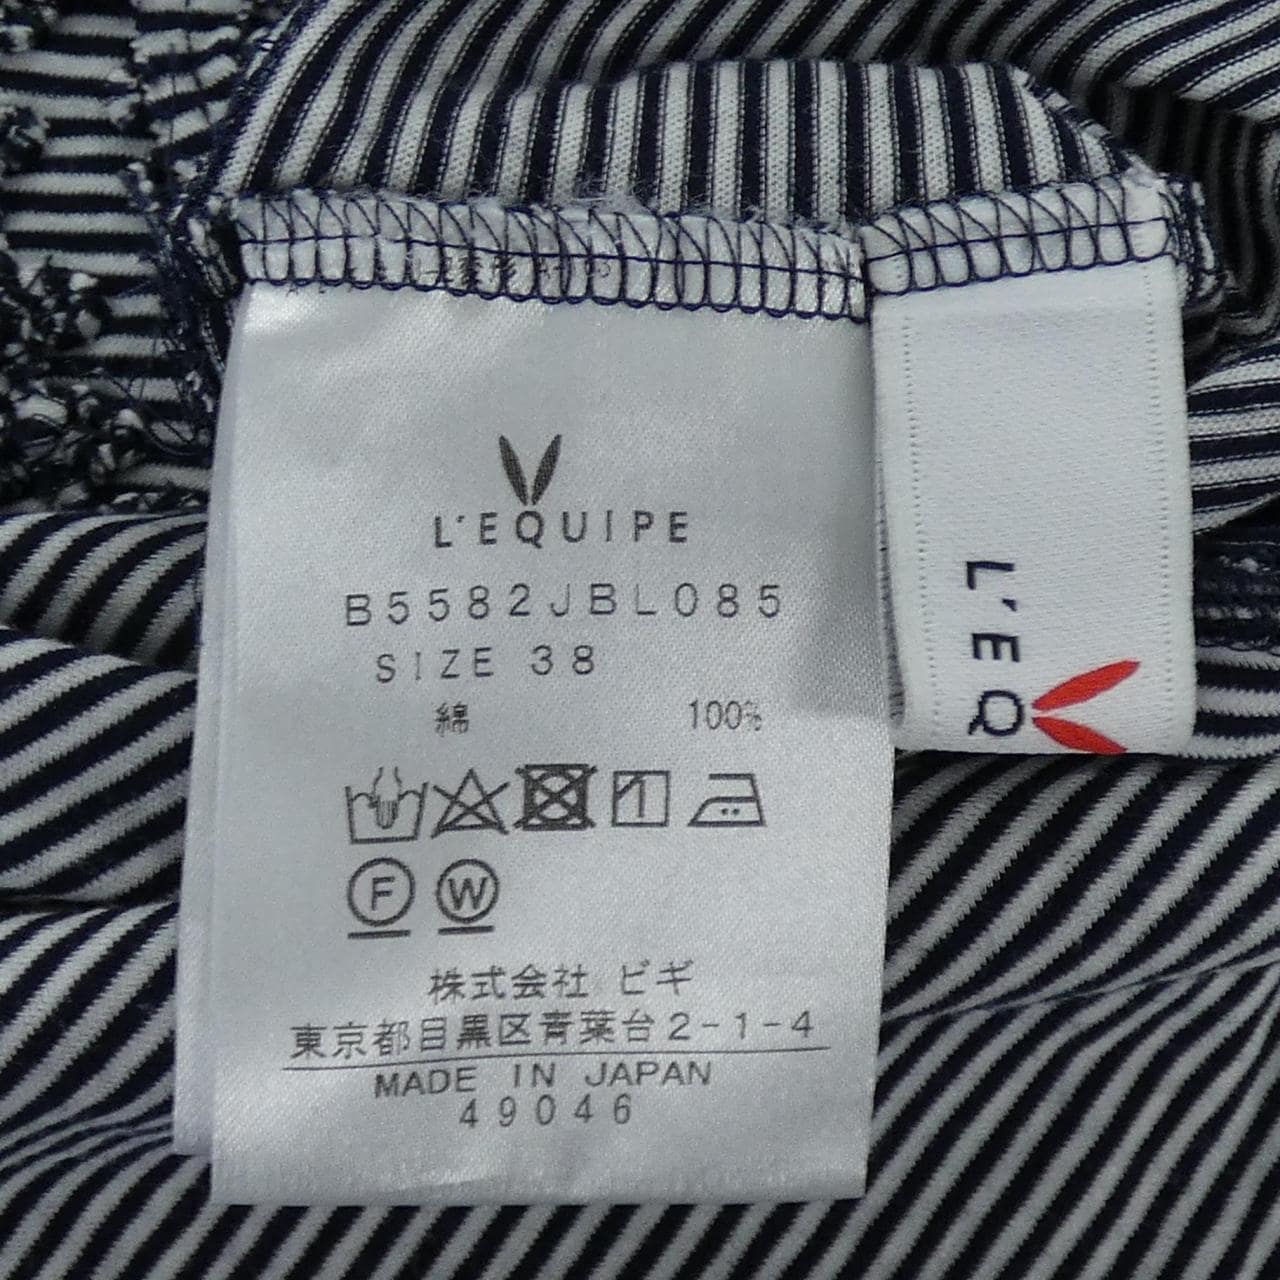 L'EQUIPE
B5582JBL085
SIZE 38
綿 100%
F W
株式会社 ビギ
東京都目黒区青葉台2-1-4
MADE IN JAPAN
49046
L'EQ